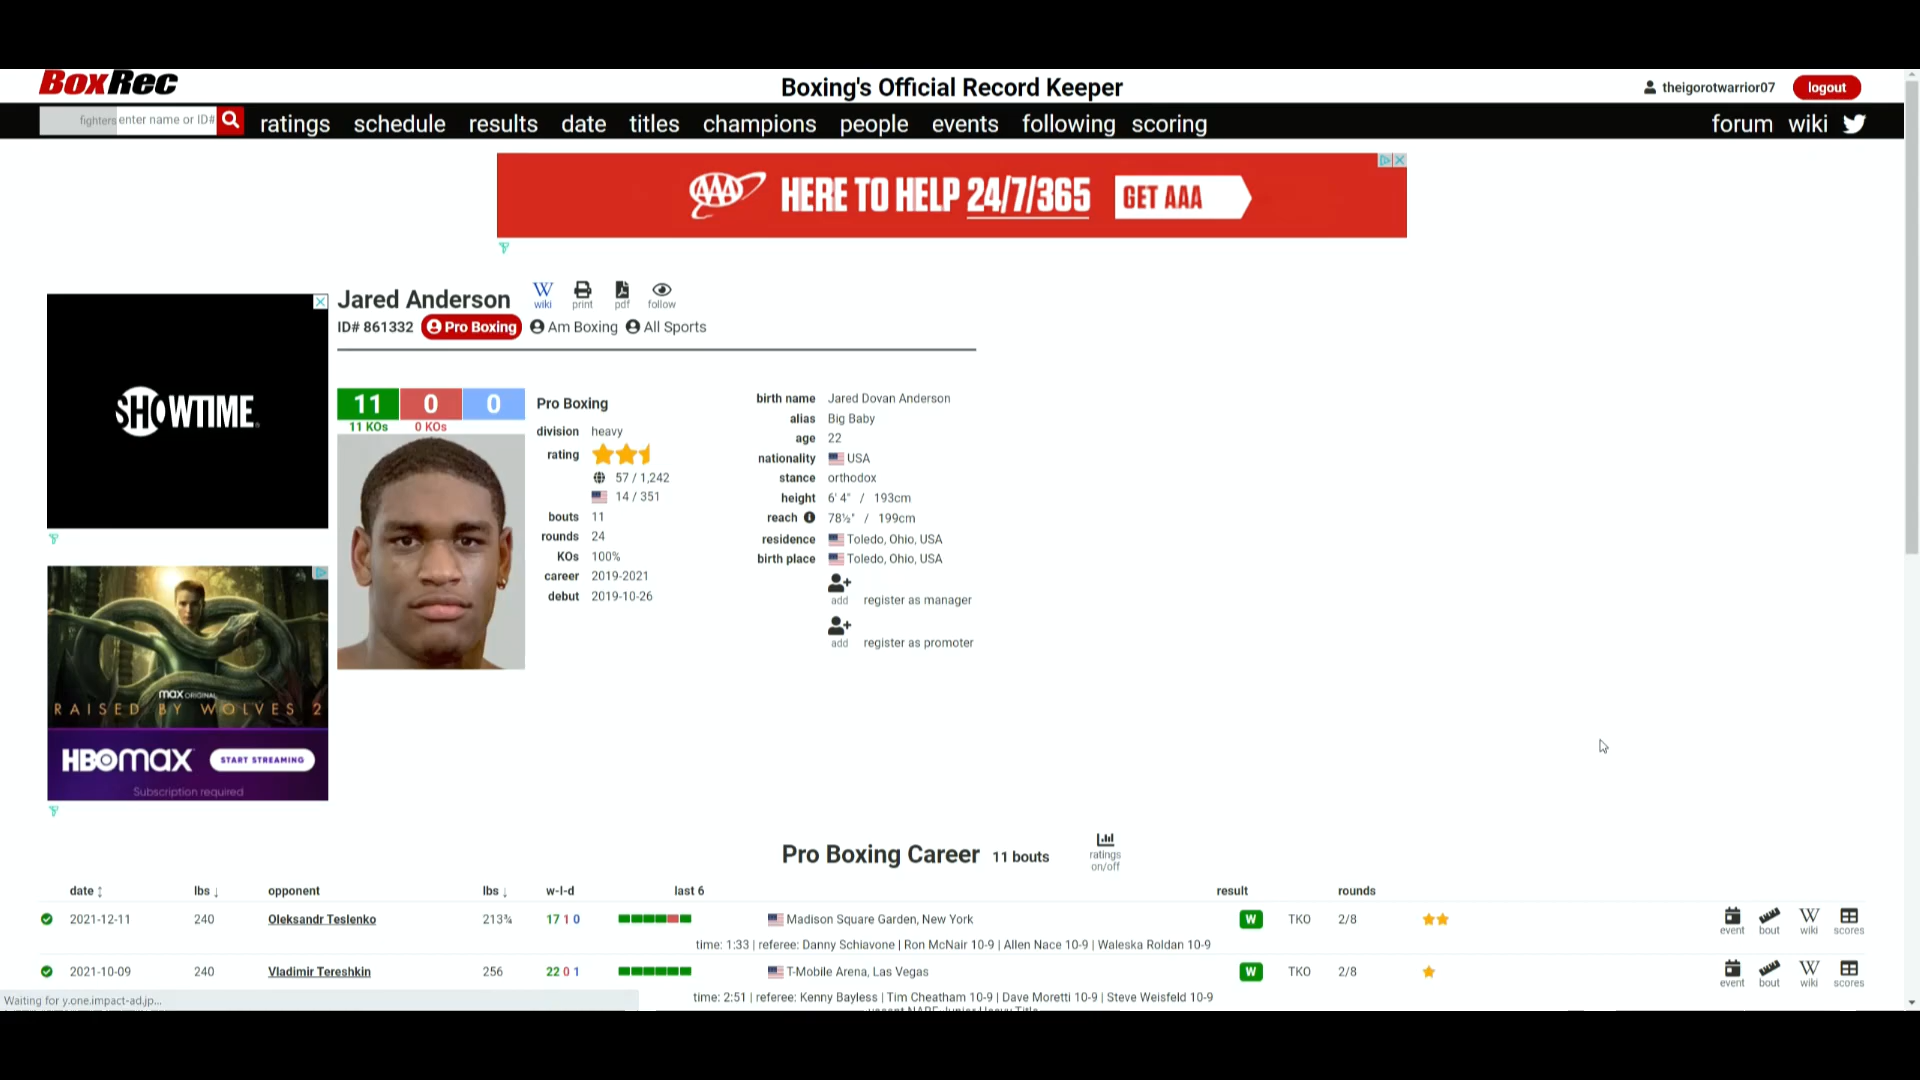 BoxRec
Boxing's Official Record Keeper
theigorotwarrior07
logout
fighters
enter name or ID#
ratings schedule results date titles champions people events following scoring
forum wiki
AAA HERE TO HELP 24/7/365 GET AAA
Jared Anderson
wiki print pdf follow
ID# 861332 Pro Boxing Am Boxing All Sports
SHOWTIME
11 0 0
11 KOs 0 KOs
Pro Boxing
division heavy
rating
57 / 1,242
14 / 351
bouts 11
rounds 24
KOs 100%
career 2019-2021
debut 2019-10-26
birth name Jared Dovan Anderson
alias Big Baby
age 22
nationality USA
stance orthodox
height 6' 4" / 193cm
reach 78½" / 199cm
residence Toledo, Ohio, USA
birth place Toledo, Ohio, USA
add register as manager
add register as promoter
max ORIGINAL
RAISED BY WOLVES 2
HBOmax START STREAMING
Subscription required
Pro Boxing Career 11 bouts
ratings
on/off
date lbs opponent lbs w-l-d last 6 result rounds
2021-12-11 240 Oleksandr Teslenko 213¾ 17 1 0 Madison Square Garden, New York W TKO 2/8
event bout wiki scores
time: 1:33 | referee: Danny Schiavone | Ron McNair 10-9 | Allen Nace 10-9 | Waleska Roldan 10-9
2021-10-09 240 Vladimir Tereshkin 256 22 0 1 T-Mobile Arena, Las Vegas W TKO 2/8
event bout wiki scores
time: 2:51 | referee: Kenny Bayless | Tim Cheatham 10-9 | Dave Moretti 10-9 | Steve Weisfeld 10-9
Waiting for y.one.impact-ad.jp...